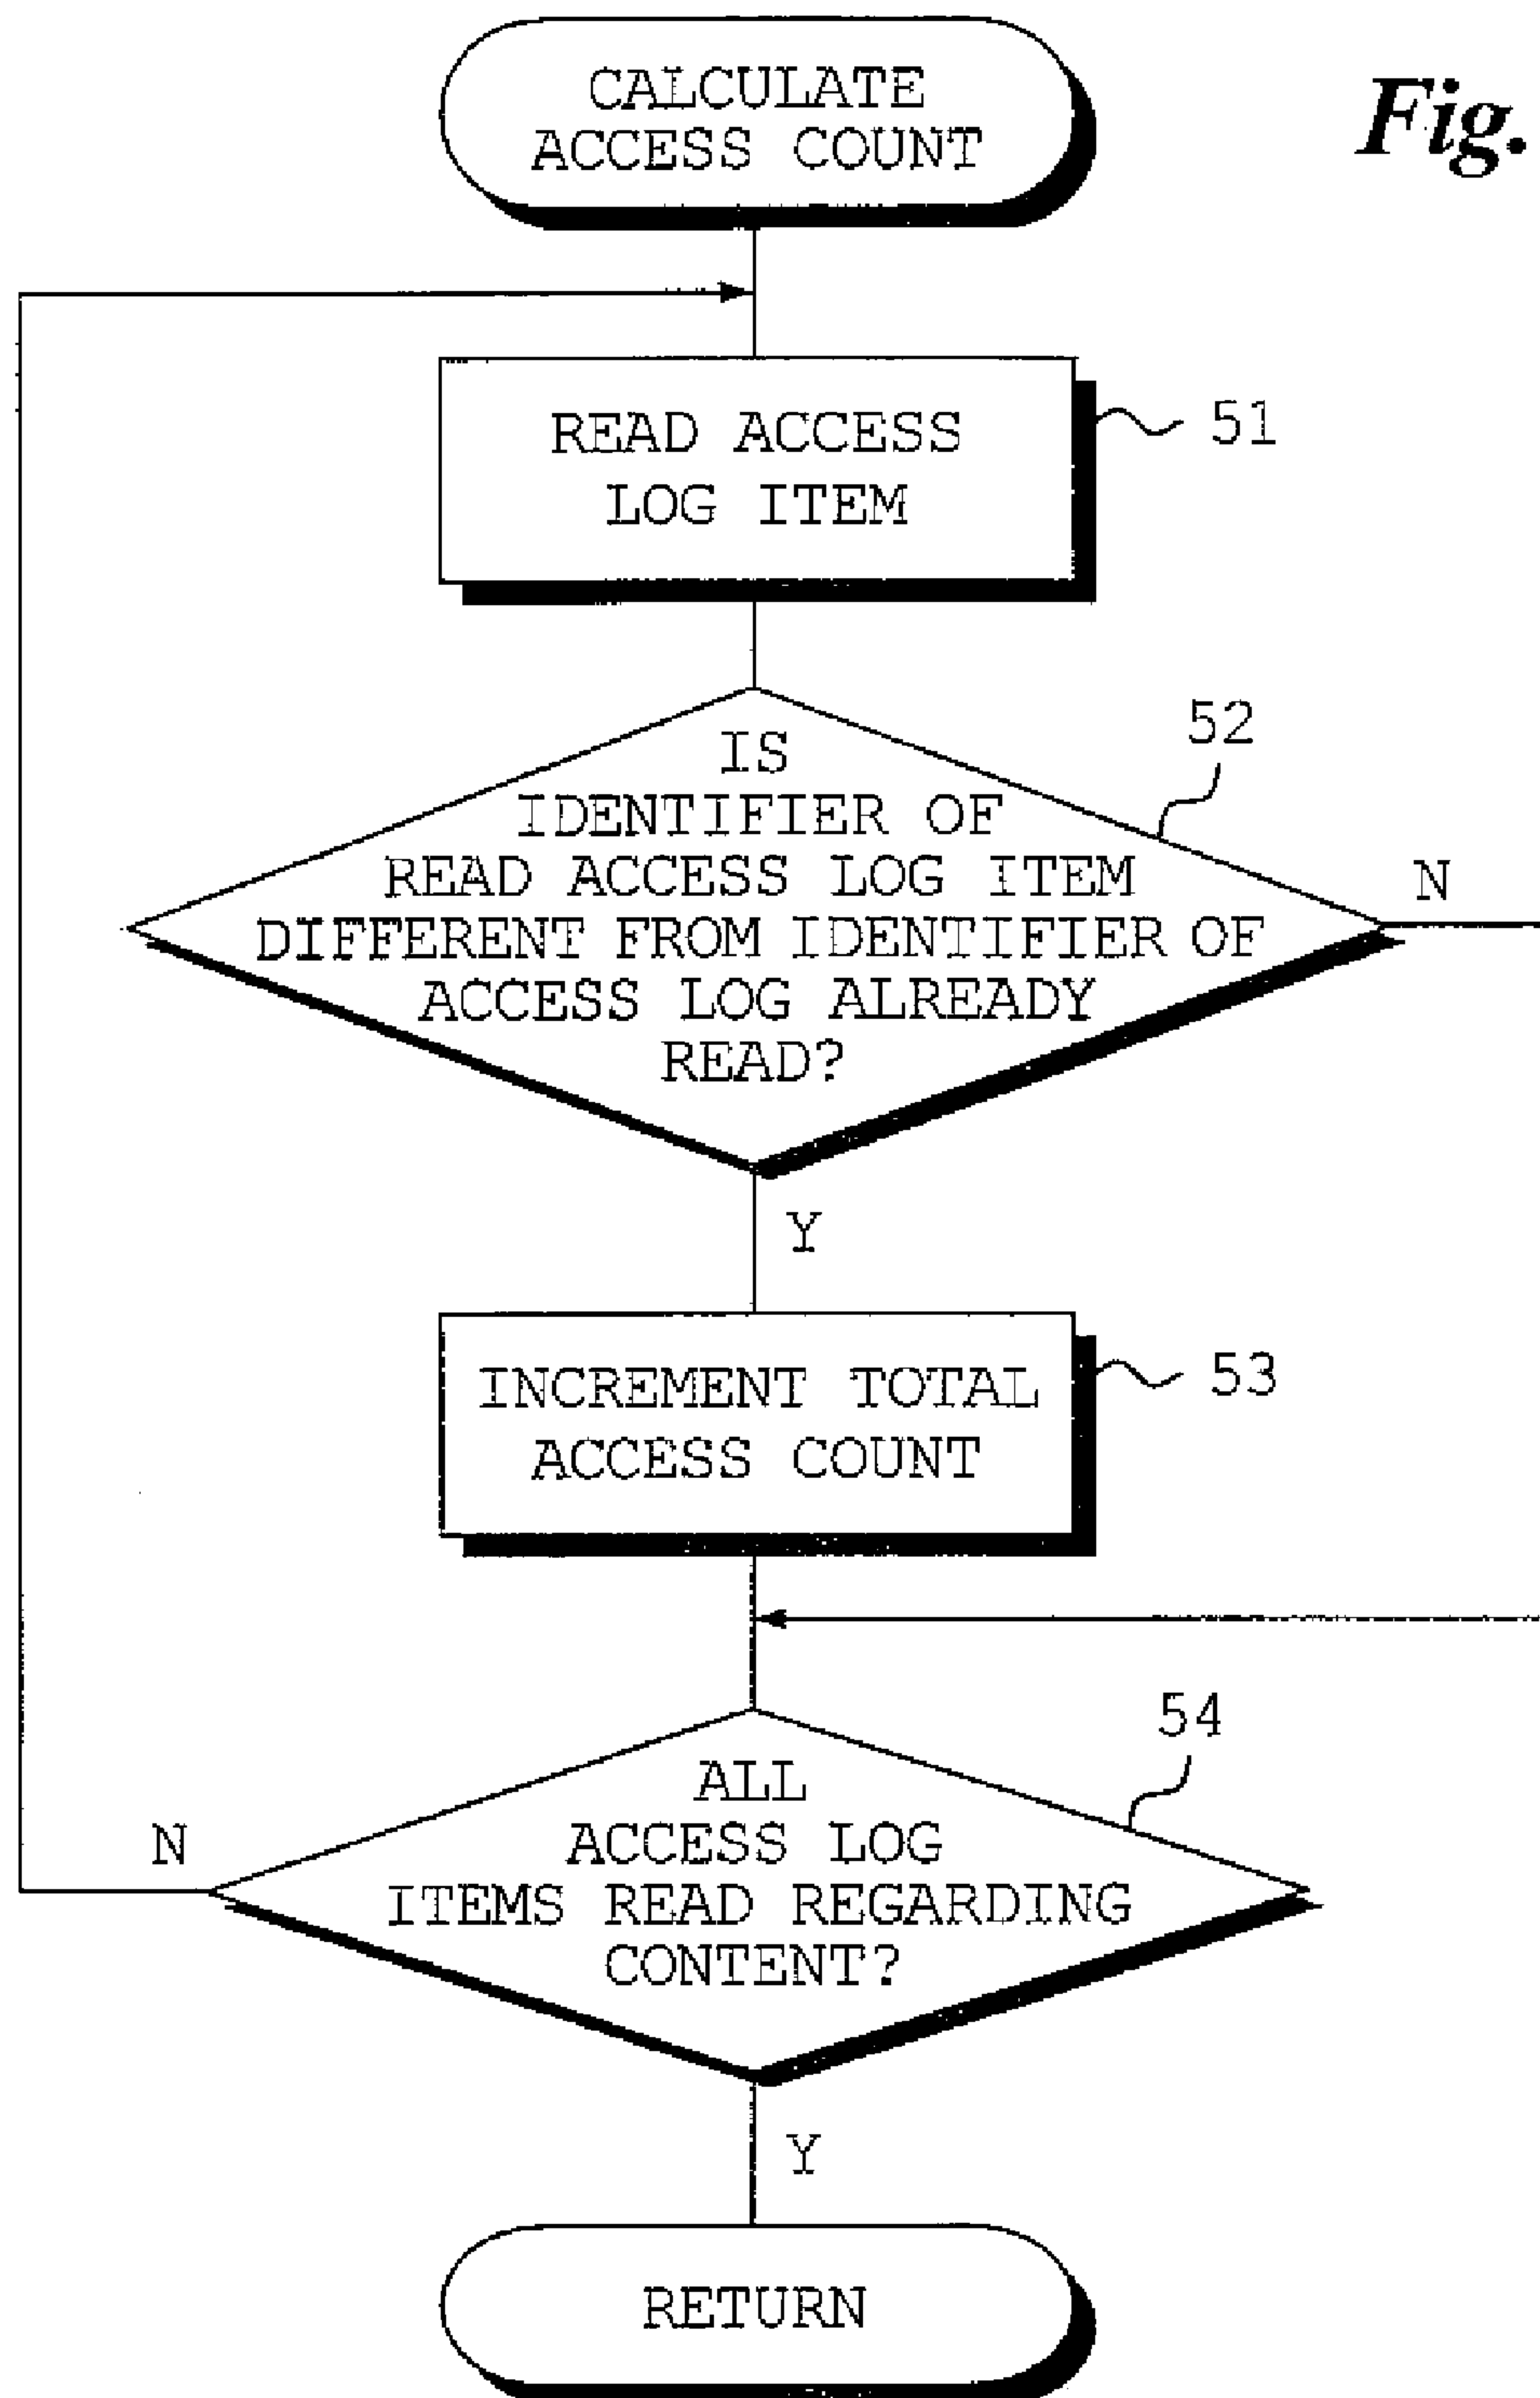 CALCULATE
ACCESS COUNT
Fig.
READ ACCESS
LOG ITEM
51
52
IS
IDENTIFIER OF
READ ACCESS LOG ITEM
DIFFERENT FROM IDENTIFIER OF
ACCESS LOG ALREADY
READ?
N
Y
INCREMENT TOTAL
ACCESS COUNT
53
54
ALL
ACCESS LOG
ITEMS READ REGARDING
CONTENT?
N
Y
RETURN